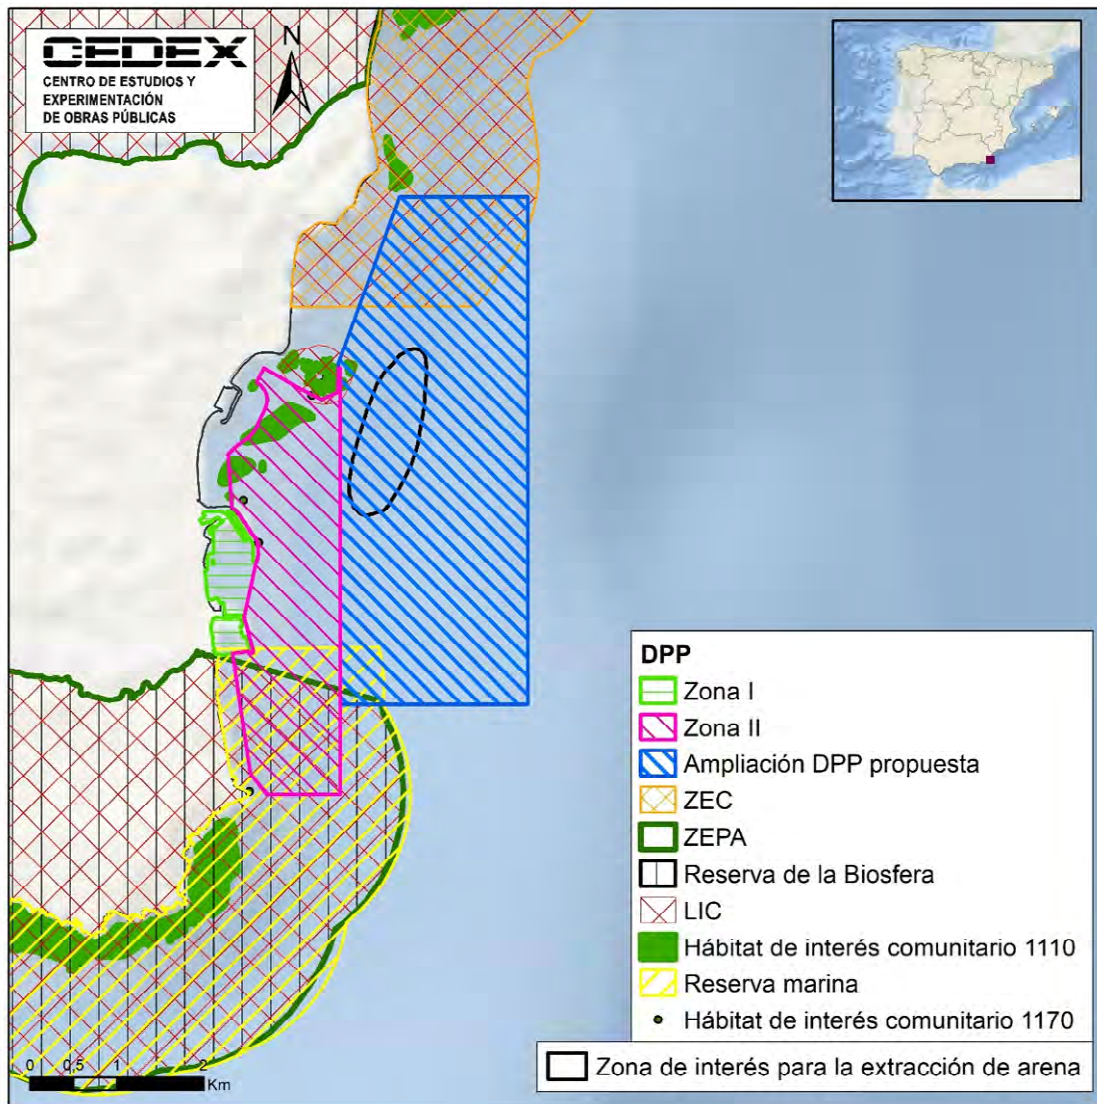 CEDEX
CENTRO DE ESTUDIOS Y
EXPERIMENTACIÓN
DE OBRAS PÚBLICAS
N
DPP
Zona I
Zona II
Ampliación DPP propuesta
ZEC
ZEPA
Reserva de la Biosfera
LIC
Hábitat de interés comunitario 1110
Reserva marina
Hábitat de interés comunitario 1170
Zona de interés para la extracción de arena
0 0,5 1 2
Km